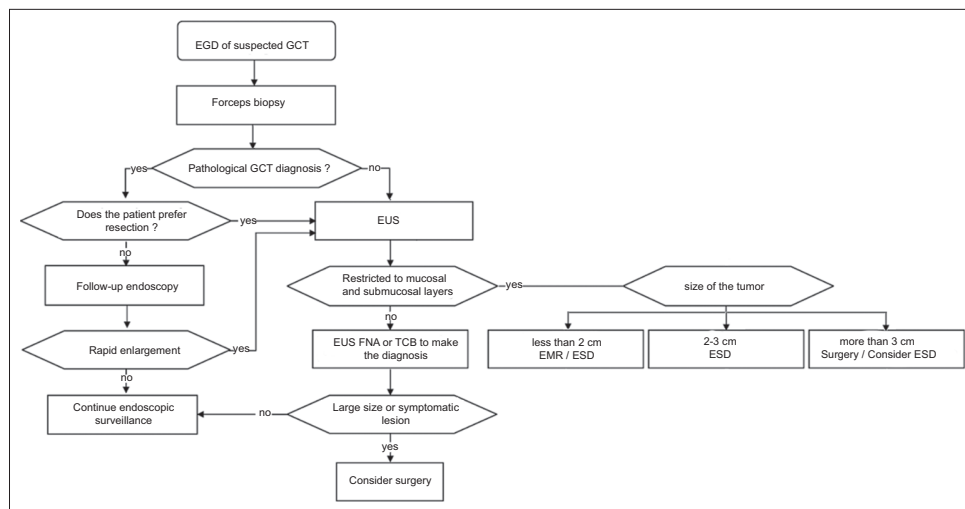 EGD of suspected GCT
Forceps biopsy
Pathological GCT diagnosis ?
yes
no
Does the patient prefer
resection ?
yes
EUS
no
Follow-up endoscopy
Restricted to mucosal
and submucosal layers
yes
size of the tumor
no
Rapid enlargement
yes
EUS FNA or TCB to make
the diagnosis
less than 2 cm
EMR / ESD
2-3 cm
ESD
more than 3 cm
Surgery / Consider ESD
no
Continue endoscopic
surveillance
no
Large size or symptomatic
lesion
yes
Consider surgery